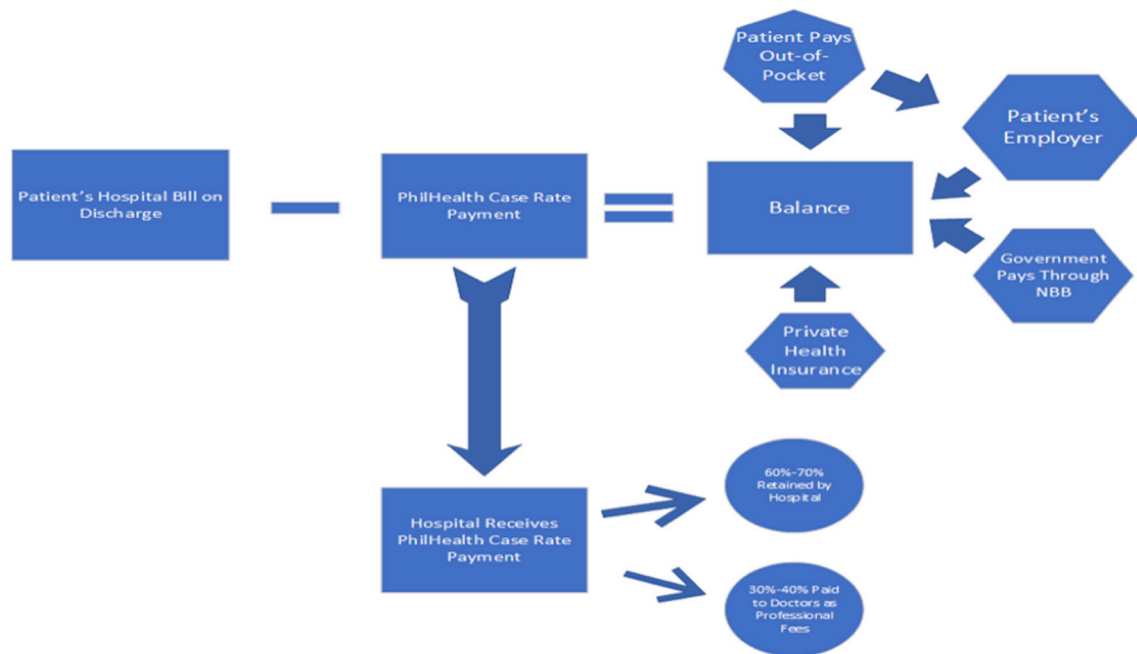 Patient Pays
Out-of-
Pocket
Patient's
Employer
Patient's Hospital Bill on
Discharge
PhilHealth Case Rate
Payment
Balance
Government
Pays Through
NBB
Private
Health
Insurance
60%-70%
Retained by
Hospital
Hospital Receives
PhilHealth Case Rate
Payment
30%-40% Paid
to Doctors as
Professional
Fees